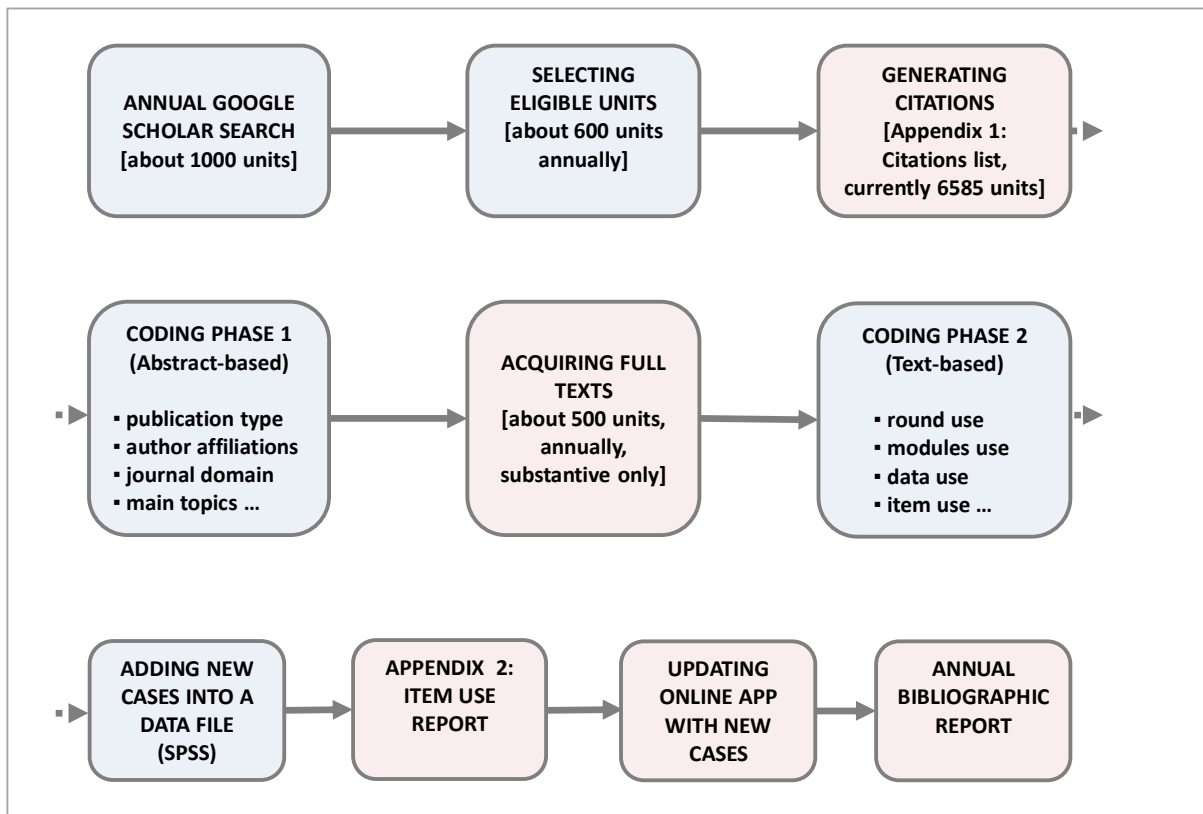 ANNUAL GOOGLE
SCHOLAR SEARCH
[about 1000 units]
SELECTING
ELIGIBLE UNITS
[about 600 units
annually]
GENERATING
CITATIONS
[Appendix 1:
Citations list,
currently 6585 units]
CODING PHASE 1
(Abstract-based)
▪ publication type
▪ author affiliations
▪ journal domain
▪ main topics ...
ACQUIRING FULL
TEXTS
[about 500 units,
annually,
substantive only]
CODING PHASE 2
(Text-based)
▪ round use
▪ modules use
▪ data use
▪ item use ...
ADDING NEW
CASES INTO A
DATA FILE
(SPSS)
APPENDIX 2:
ITEM USE
REPORT
UPDATING
ONLINE APP
WITH NEW
CASES
ANNUAL
BIBLIOGRAPHIC
REPORT